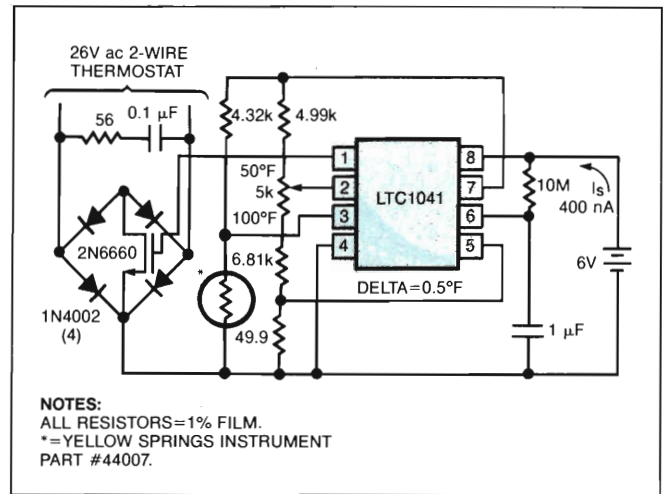 26V ac 2-WIRE
THERMOSTAT
56
0.1 µF
4.32k
4.99k
50°F
5k
100°F
1
2
3
4
LTC1041
8
7
6
5
10M
IS
400 nA
6V
2N6660
*
6.81k
DELTA=0.5°F
1N4002
(4)
49.9
1 µF
NOTES:
ALL RESISTORS=1% FILM.
*=YELLOW SPRINGS INSTRUMENT
PART #44007.